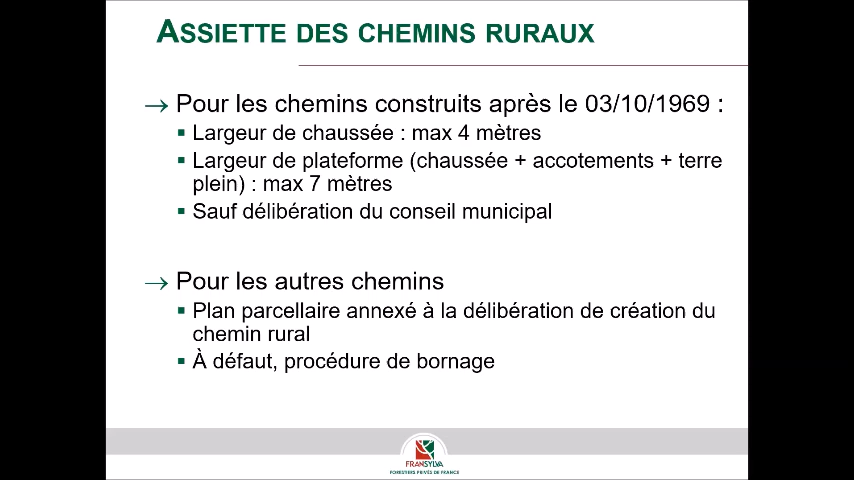 ASSIETTE DES CHEMINS RURAUX
→ Pour les chemins construits après le 03/10/1969 :
▪ Largeur de chaussée : max 4 mètres
▪ Largeur de plateforme (chaussée + accotements + terre
plein) : max 7 mètres
▪ Sauf délibération du conseil municipal
→ Pour les autres chemins
▪ Plan parcellaire annexé à la délibération de création du
chemin rural
▪ À défaut, procédure de bornage
FRANSYLVA
FORESTIERS PRIVÉS DE FRANCE